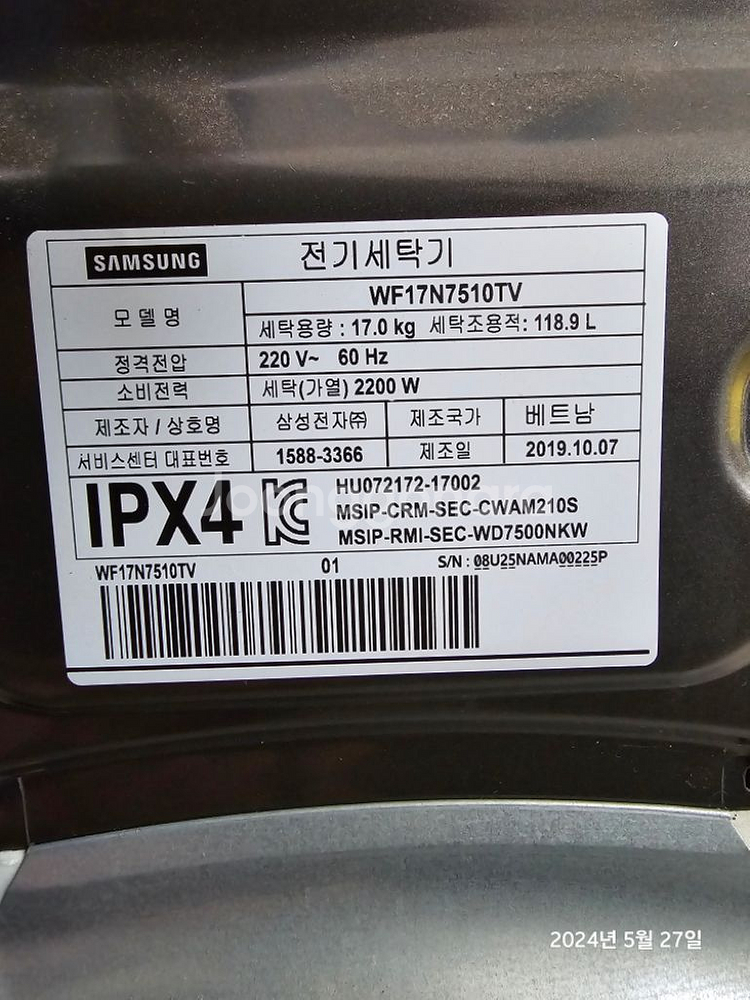 SAMSUNG 전기세탁기
모델명 WF17N7510TV
세탁용량 : 17.0 kg 세탁조용적: 118.9 L
정격전압 220 V~ 60 Hz
소비전력 세탁(가열) 2200 W
제조자 / 상호명 삼성전자㈜ 제조국가 베트남
서비스센터 대표번호 1588-3366 제조일 2019.10.07
IPX4
HU072172-17002
MSIP-CRM-SEC-CWAM210S
MSIP-RMI-SEC-WD7500NKW
WF17N7510TV 01 S/N : 08U25NAMA00225P
2024년 5월 27일